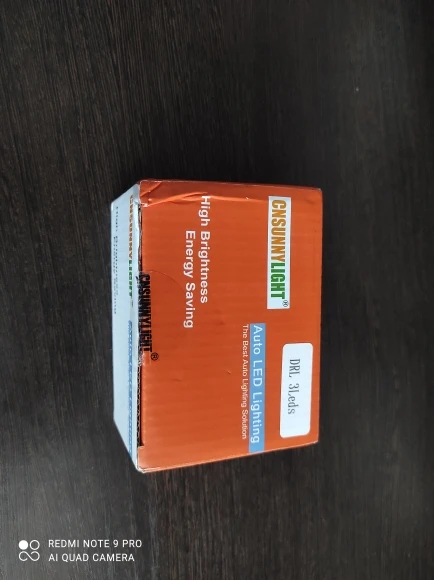 CNSUNNYLIGHT®
DRL 3Leds
Auto LED Lighting
The Best Auto Lighting Solution
High Brightness
Energy Saving
CNSUNNYLIGHT®
CNSUNNYLIGHT
REDMI NOTE 9 PRO
AI QUAD CAMERA